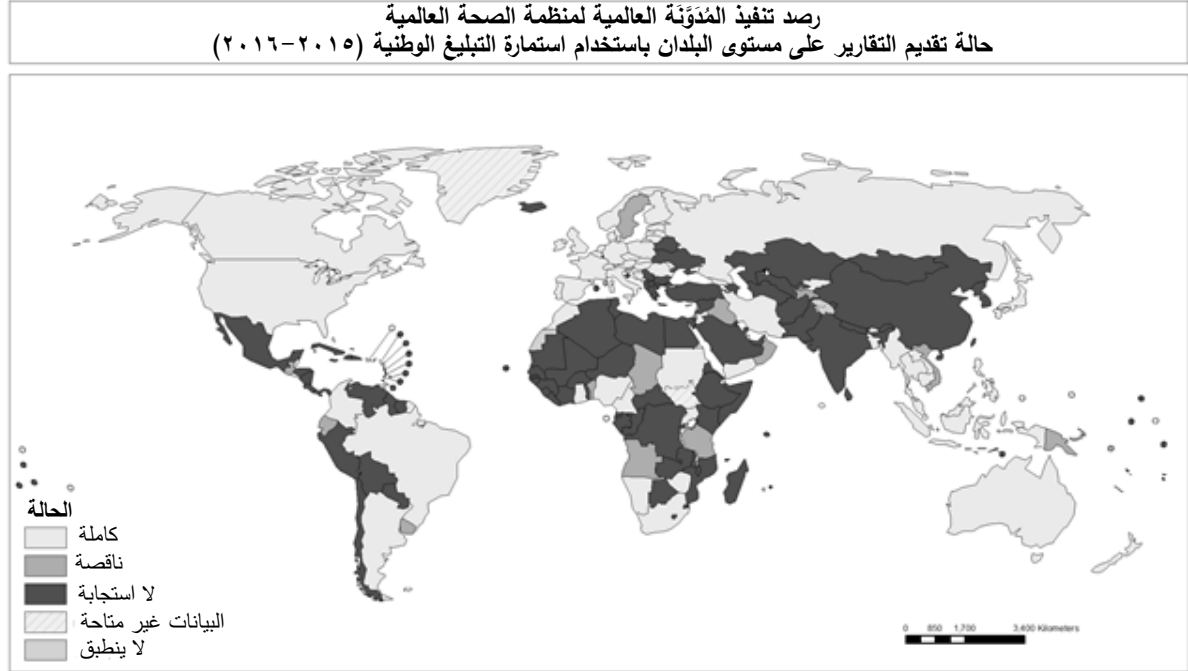 رصد تنفيذ المُدَوَّنَة العالمية لمنظمة الصحة العالمية
حالة تقديم التقارير على مستوى البلدان باستخدام استمارة التبليغ الوطنية (٢٠١٥-٢٠١٦)
الحالة
كاملة
ناقصة
لا استجابة
البيانات غير متاحة
لا ينطبق
0 850 1,700 3,400 Kilometers